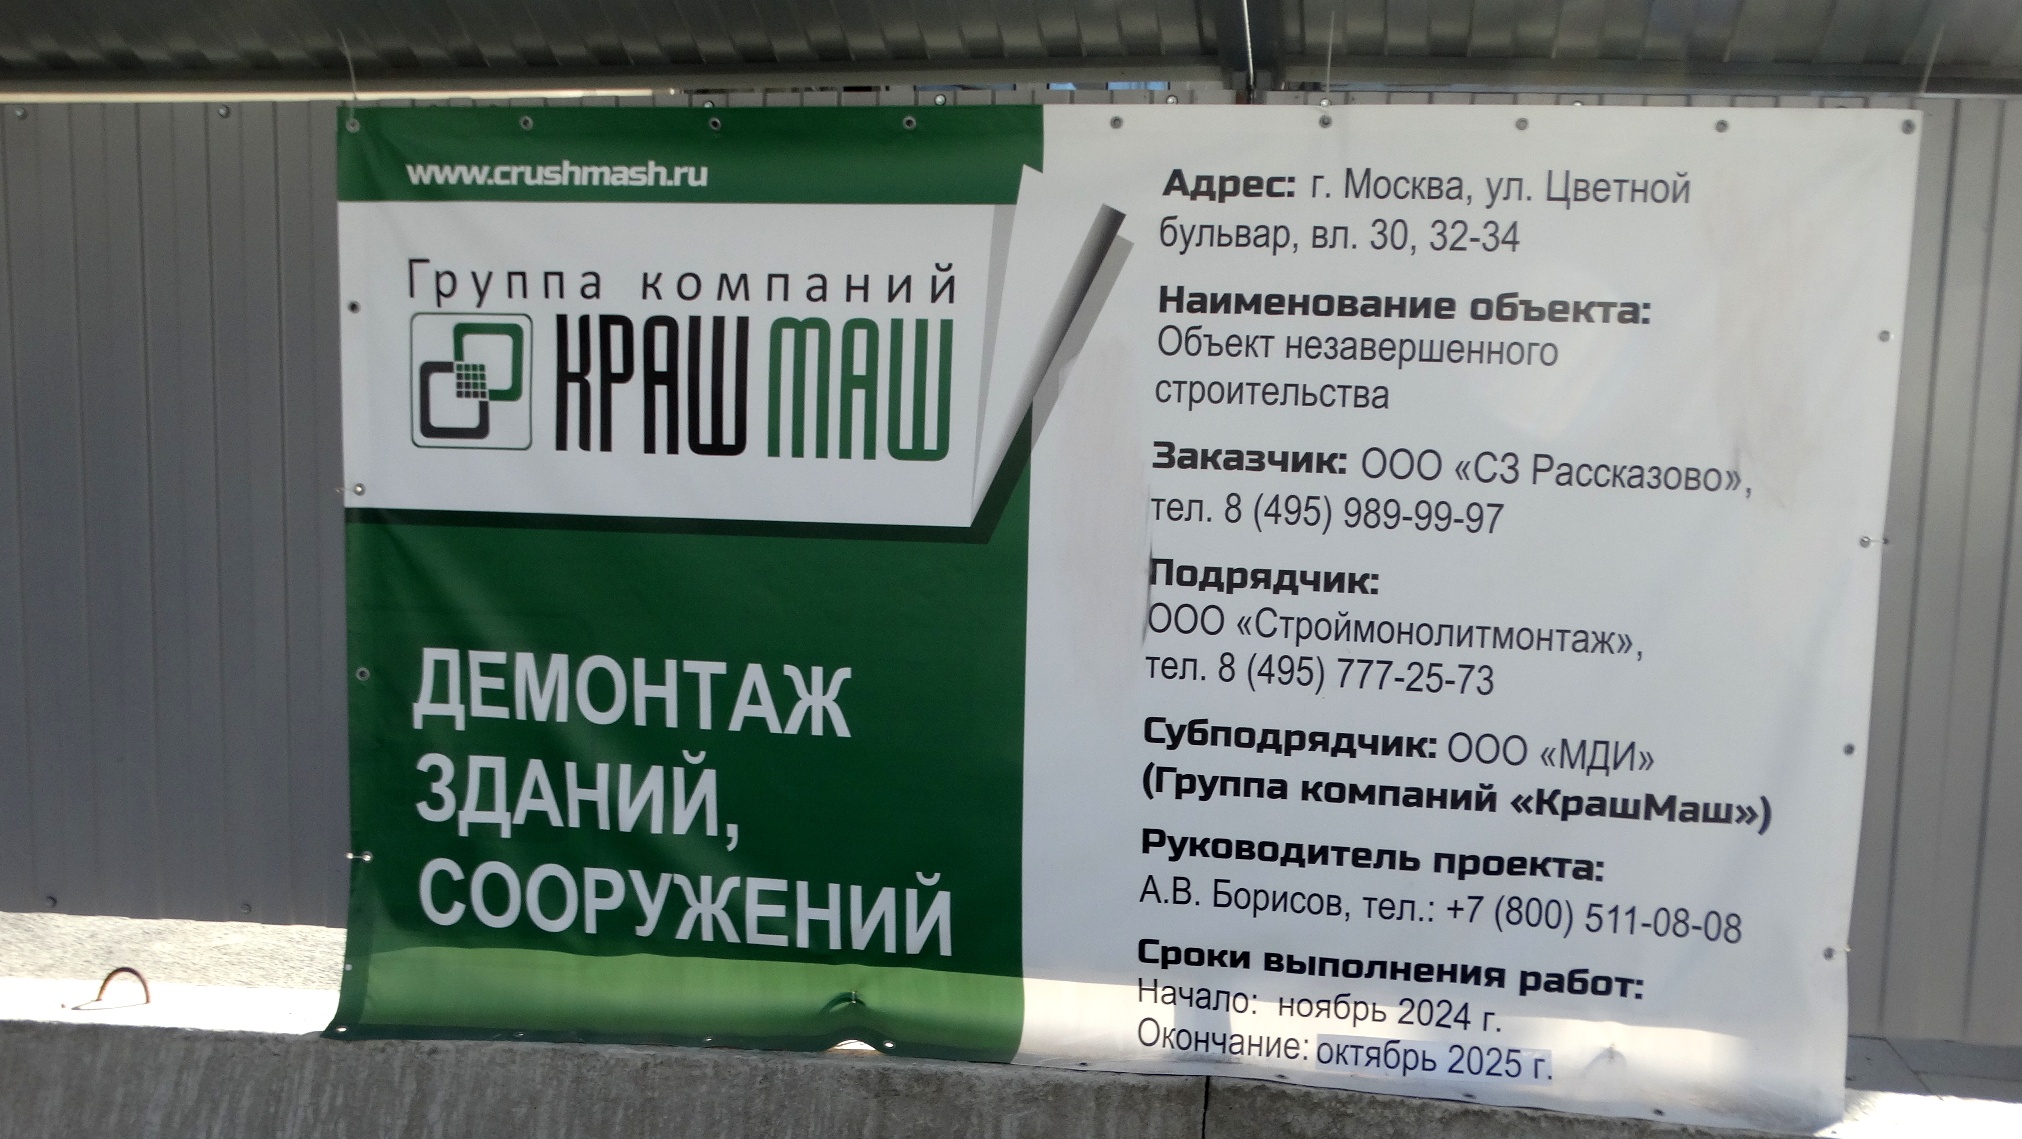 www.crushmash.ru
Группа компаний
КРАШМАШ
ДЕМОНТАЖ
ЗДАНИЙ,
СООРУЖЕНИЙ
Адрес: г. Москва, ул. Цветной
бульвар, вл. 30, 32-34
Наименование объекта:
Объект незавершенного
строительства
Заказчик: ООО «СЗ Рассказово»,
тел. 8 (495) 989-99-97
Подрядчик:
ООО «Строймонолитмонтаж»,
тел. 8 (495) 777-25-73
Субподрядчик: ООО «МДИ»
(Группа компаний «КрашМаш»)
Руководитель проекта:
А.В. Борисов, тел.: +7 (800) 511-08-08
Сроки выполнения работ:
Начало: ноябрь 2024 г.
Окончание: октябрь 2025 г.